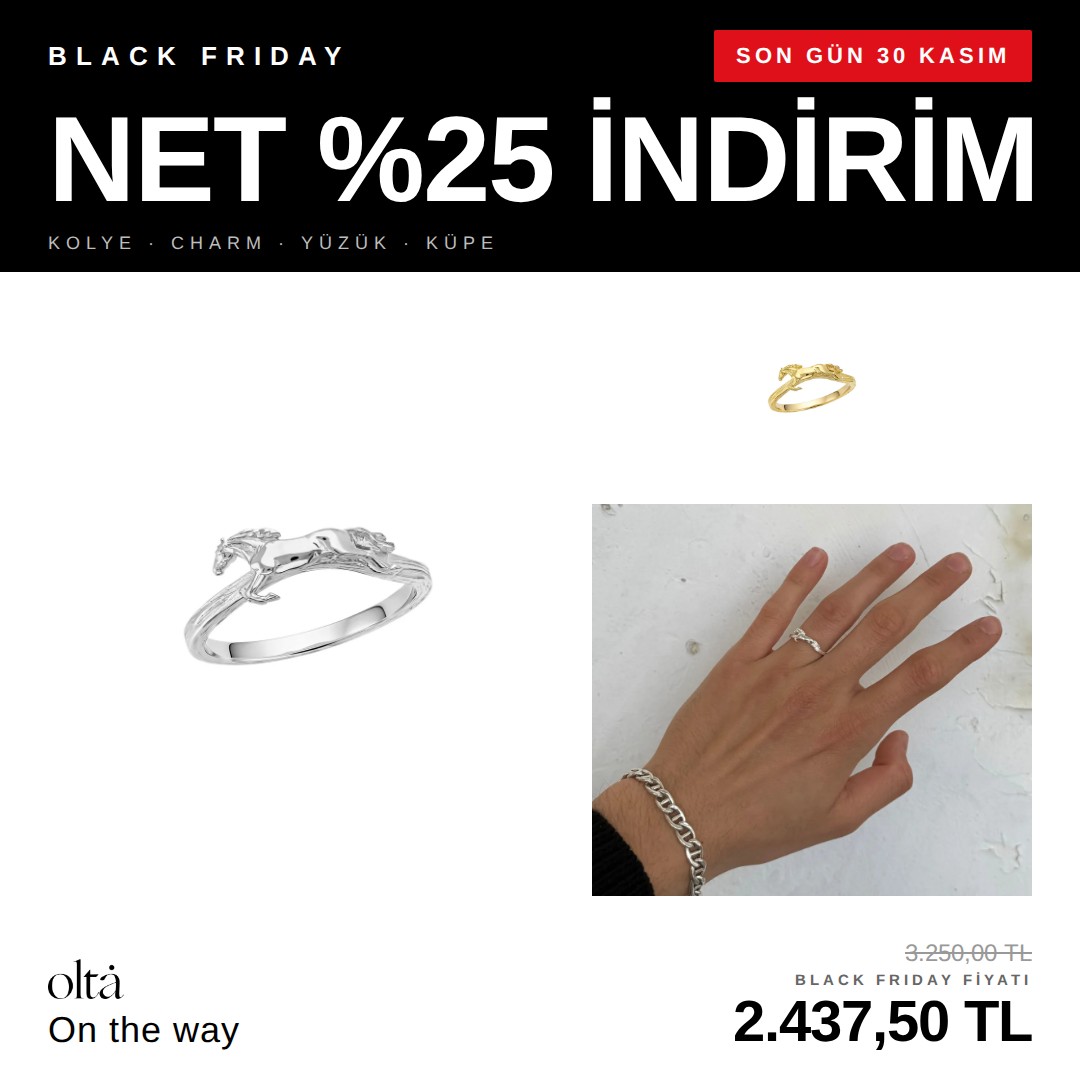 BLACK FRIDAY
SON GÜN 30 KASIM
NET %25 İNDİRİM
KOLYE · CHARM · YÜZÜK · KÜPE
olta
On the way
3.250,00 TL
BLACK FRIDAY FİYATI
2.437,50 TL